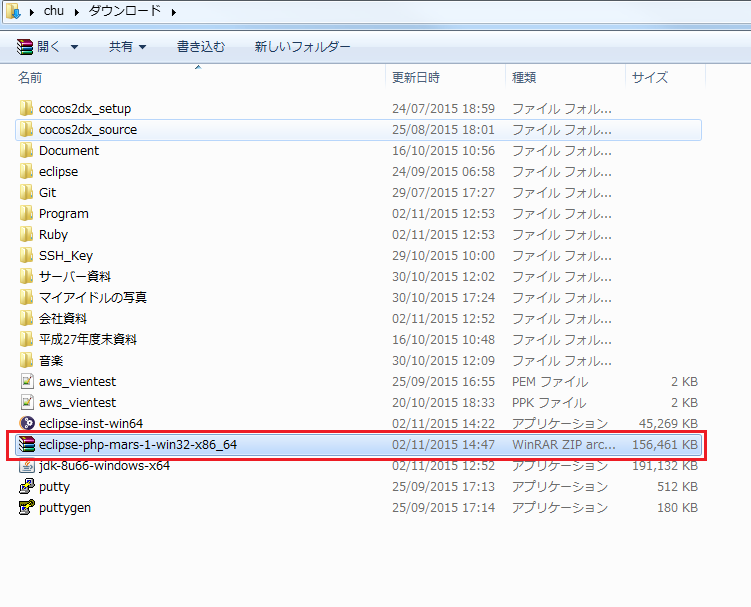 chu ダウンロード
開く 共有 書き込む 新しいフォルダー
名前 更新日時 種類 サイズ
cocos2dx_setup 24/07/2015 18:59 ファイル フォル...
cocos2dx_source 25/08/2015 18:01 ファイル フォル...
Document 16/10/2015 10:56 ファイル フォル...
eclipse 24/09/2015 06:58 ファイル フォル...
Git 29/07/2015 17:27 ファイル フォル...
Program 02/11/2015 12:53 ファイル フォル...
Ruby 02/11/2015 12:53 ファイル フォル...
SSH_Key 29/10/2015 10:00 ファイル フォル...
サーバー資料 30/10/2015 12:02 ファイル フォル...
マイアイドルの写真 30/10/2015 17:24 ファイル フォル...
会社資料 02/11/2015 12:52 ファイル フォル...
平成27年度末資料 16/10/2015 10:48 ファイル フォル...
音楽 30/10/2015 12:09 ファイル フォル...
aws_vientest 25/09/2015 16:55 PEM ファイル 2 KB
aws_vientest 20/10/2015 18:33 PPK ファイル 2 KB
eclipse-inst-win64 02/11/2015 14:22 アプリケーション 45,269 KB
eclipse-php-mars-1-win32-x86_64 02/11/2015 14:47 WinRAR ZIP arc... 156,461 KB
jdk-8u66-windows-x64 02/11/2015 12:52 アプリケーション 191,132 KB
putty 25/09/2015 17:13 アプリケーション 512 KB
puttygen 25/09/2015 17:14 アプリケーション 180 KB